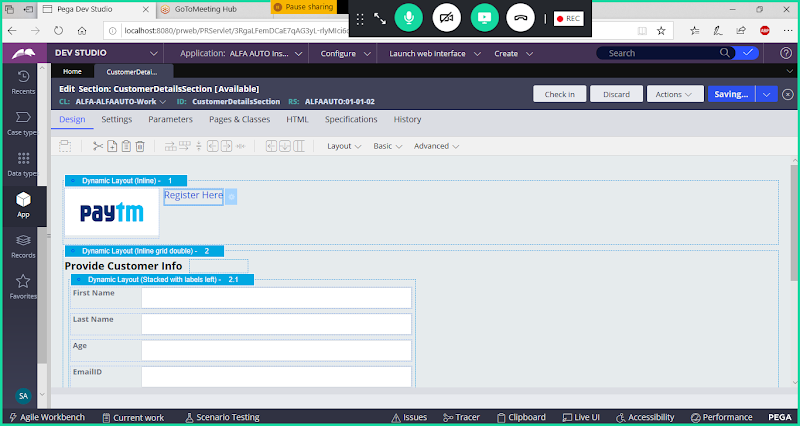 Pega Dev Studio
GoToMeeting Hub
Pause sharing
REC
localhost:8080/prweb/PRServlet/3RgaLFemDCaE7qAG3yL-rlyMIci6
DEV STUDIO
Application: ALFA AUTO Ins...
Configure
Launch web interface
Create
Search
Home
CustomerDetai...
Recents
Case types
Data types
App
Records
Favorites
SA
Edit Section: CustomerDetailsSection [Available]
CL: ALFA-ALFAAUTO-Work ID: CustomerDetailsSection RS: ALFAAUTO:01-01-02
Check in
Discard
Actions
Saving...
Design Settings Parameters Pages & Classes HTML Specifications History
Layout Basic Advanced
Dynamic Layout (Inline) - 1
paytm
Register Here
Dynamic Layout (Inline grid double) - 2
Provide Customer Info
Dynamic Layout (Stacked with labels left) - 2.1
First Name
Last Name
Age
EmailID
Agile Workbench Current work Scenario Testing Issues Tracer Clipboard Live UI Accessibility Performance PEGA